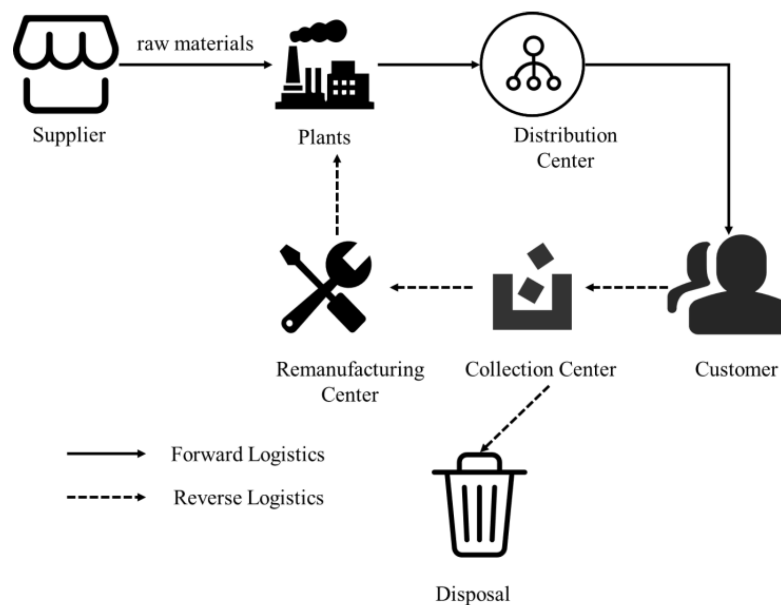 raw materials
Supplier
Plants
Distribution
Center
Remanufacturing
Center
Collection Center
Customer
Forward Logistics
Reverse Logistics
Disposal